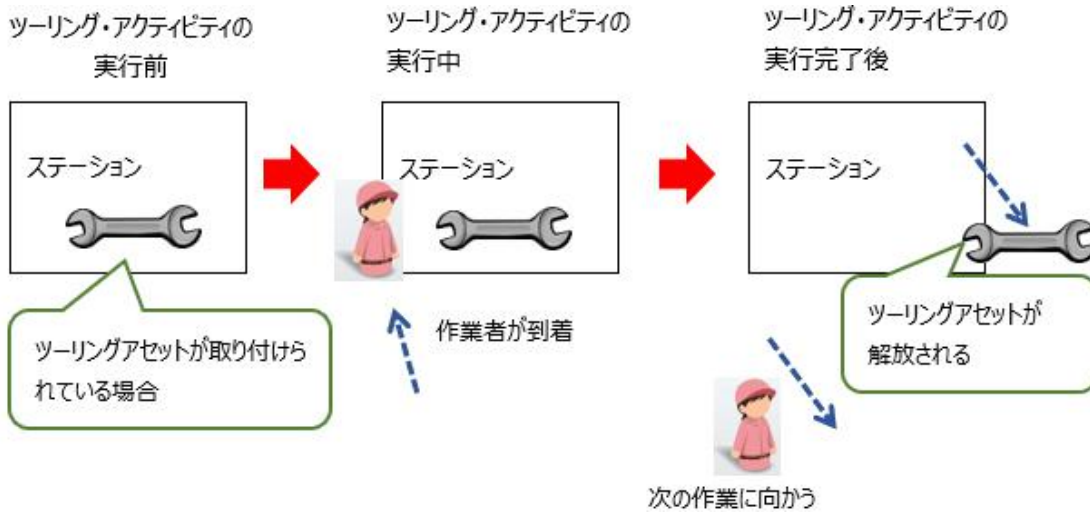 ツーリング・アクティビティの
実行前
ツーリング・アクティビティの
実行中
ツーリング・アクティビティの
実行完了後
ステーション
ステーション
ステーション
ツーリングアセットが取り付けら
れている場合
作業者が到着
ツーリングアセットが
解放される
次の作業に向かう